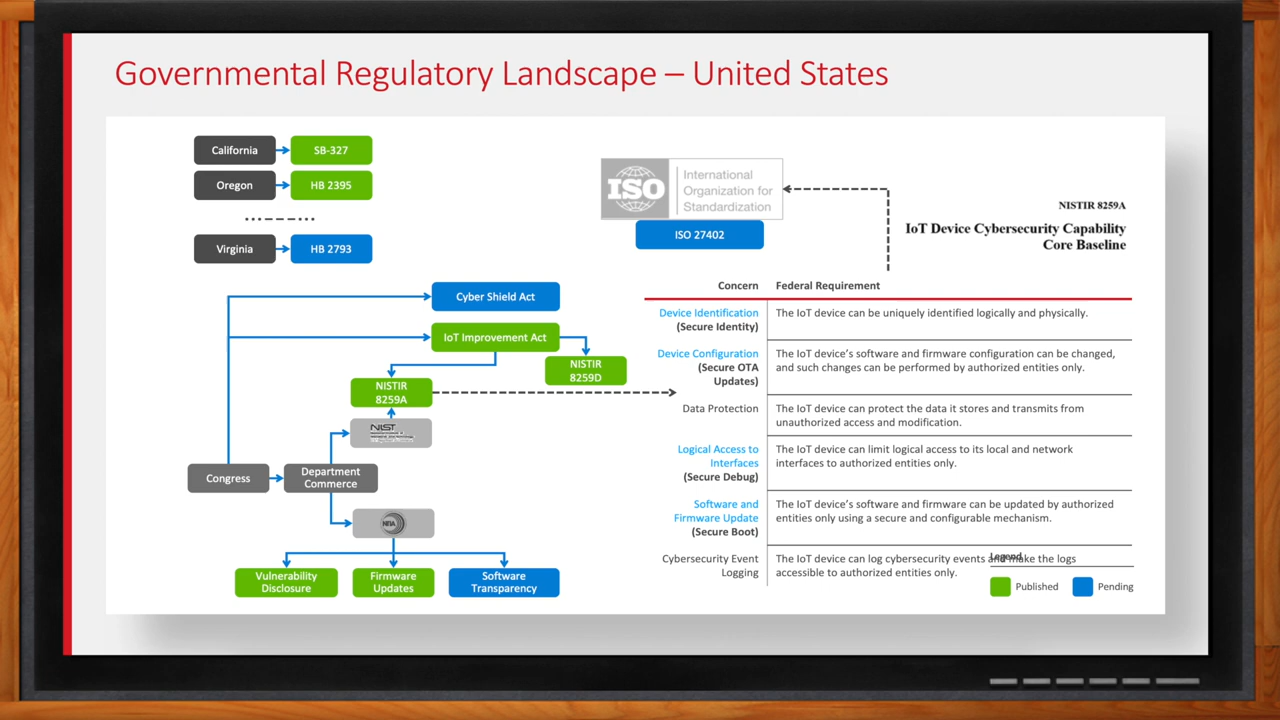 Governmental Regulatory Landscape – United States
California
SB-327
Oregon
HB 2395
Virginia
HB 2793
ISO
International
Organization for
Standardization
ISO 27402
NISTIR 8259A
IoT Device Cybersecurity Capability
Core Baseline
Cyber Shield Act
IoT Improvement Act
NISTIR
8259D
NISTIR
8259A
NIST
Congress
Department
Commerce
NTIA
Vulnerability
Disclosure
Firmware
Updates
Software
Transparency
Concern
Federal Requirement
Device Identification
(Secure Identity)
The IoT device can be uniquely identified logically and physically.
Device Configuration
(Secure OTA
Updates)
The IoT device’s software and firmware configuration can be changed,
and such changes can be performed by authorized entities only.
Data Protection
The IoT device can protect the data it stores and transmits from
unauthorized access and modification.
Logical Access to
Interfaces
(Secure Debug)
The IoT device can limit logical access to its local and network
interfaces to authorized entities only.
Software and
Firmware Update
(Secure Boot)
The IoT device’s software and firmware can be updated by authorized
entities only using a secure and configurable mechanism.
Cybersecurity Event
Logging
The IoT device can log cybersecurity events and make the logs
accessible to authorized entities only.
Legend
Published
Pending